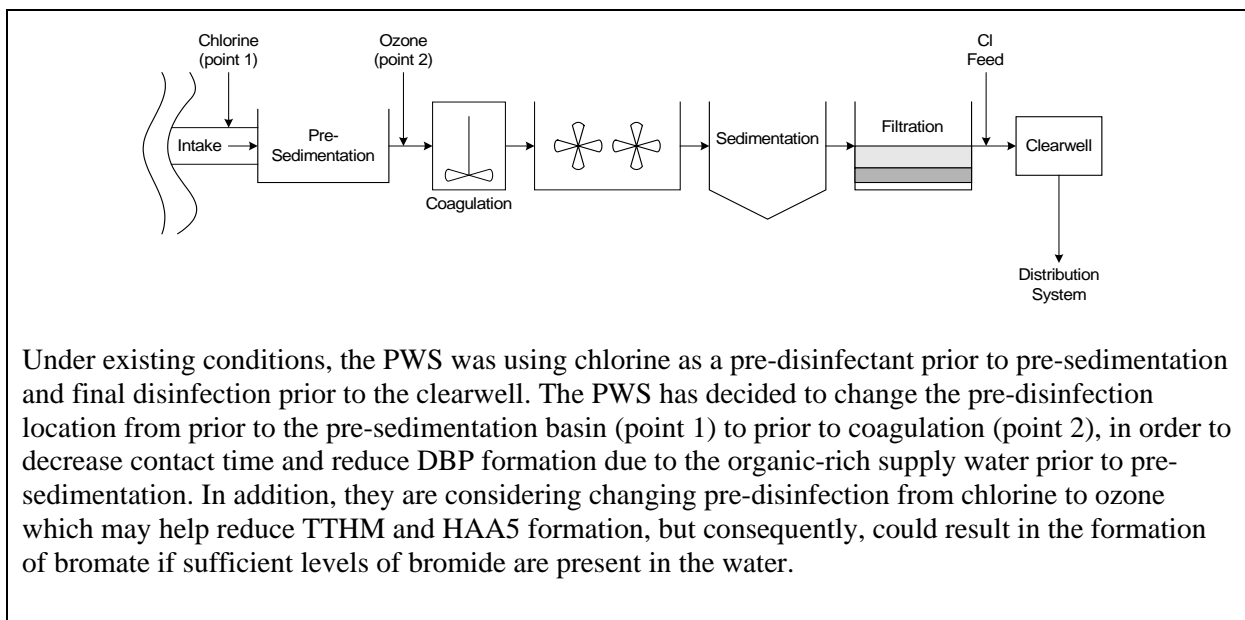 Chlorine
(point 1)
Ozone
(point 2)
Cl
Feed
Intake
Pre-
Sedimentation
Coagulation
Sedimentation
Filtration
Clearwell
Distribution
System
Under existing conditions, the PWS was using chlorine as a pre-disinfectant prior to pre-sedimentation
and final disinfection prior to the clearwell. The PWS has decided to change the pre-disinfection
location from prior to the pre-sedimentation basin (point 1) to prior to coagulation (point 2), in order to
decrease contact time and reduce DBP formation due to the organic-rich supply water prior to pre-
sedimentation. In addition, they are considering changing pre-disinfection from chlorine to ozone
which may help reduce TTHM and HAA5 formation, but consequently, could result in the formation
of bromate if sufficient levels of bromide are present in the water.